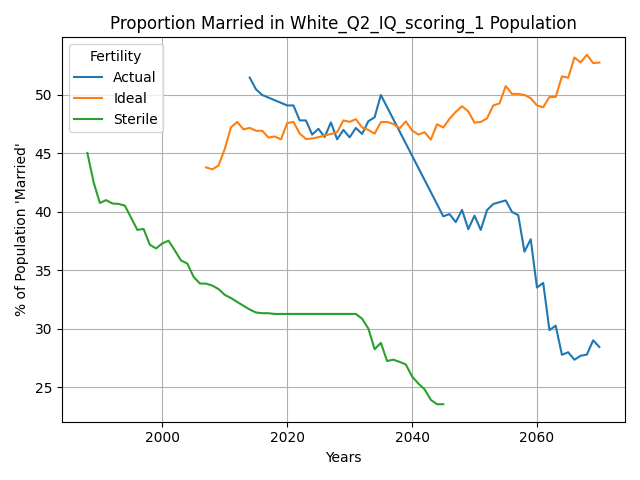 Proportion Married in White_Q2_IQ_scoring_1 Population
Fertility
Actual
Ideal
Sterile
% of Population 'Married'
50
45
40
35
30
25
2000
2020
2040
2060
Years